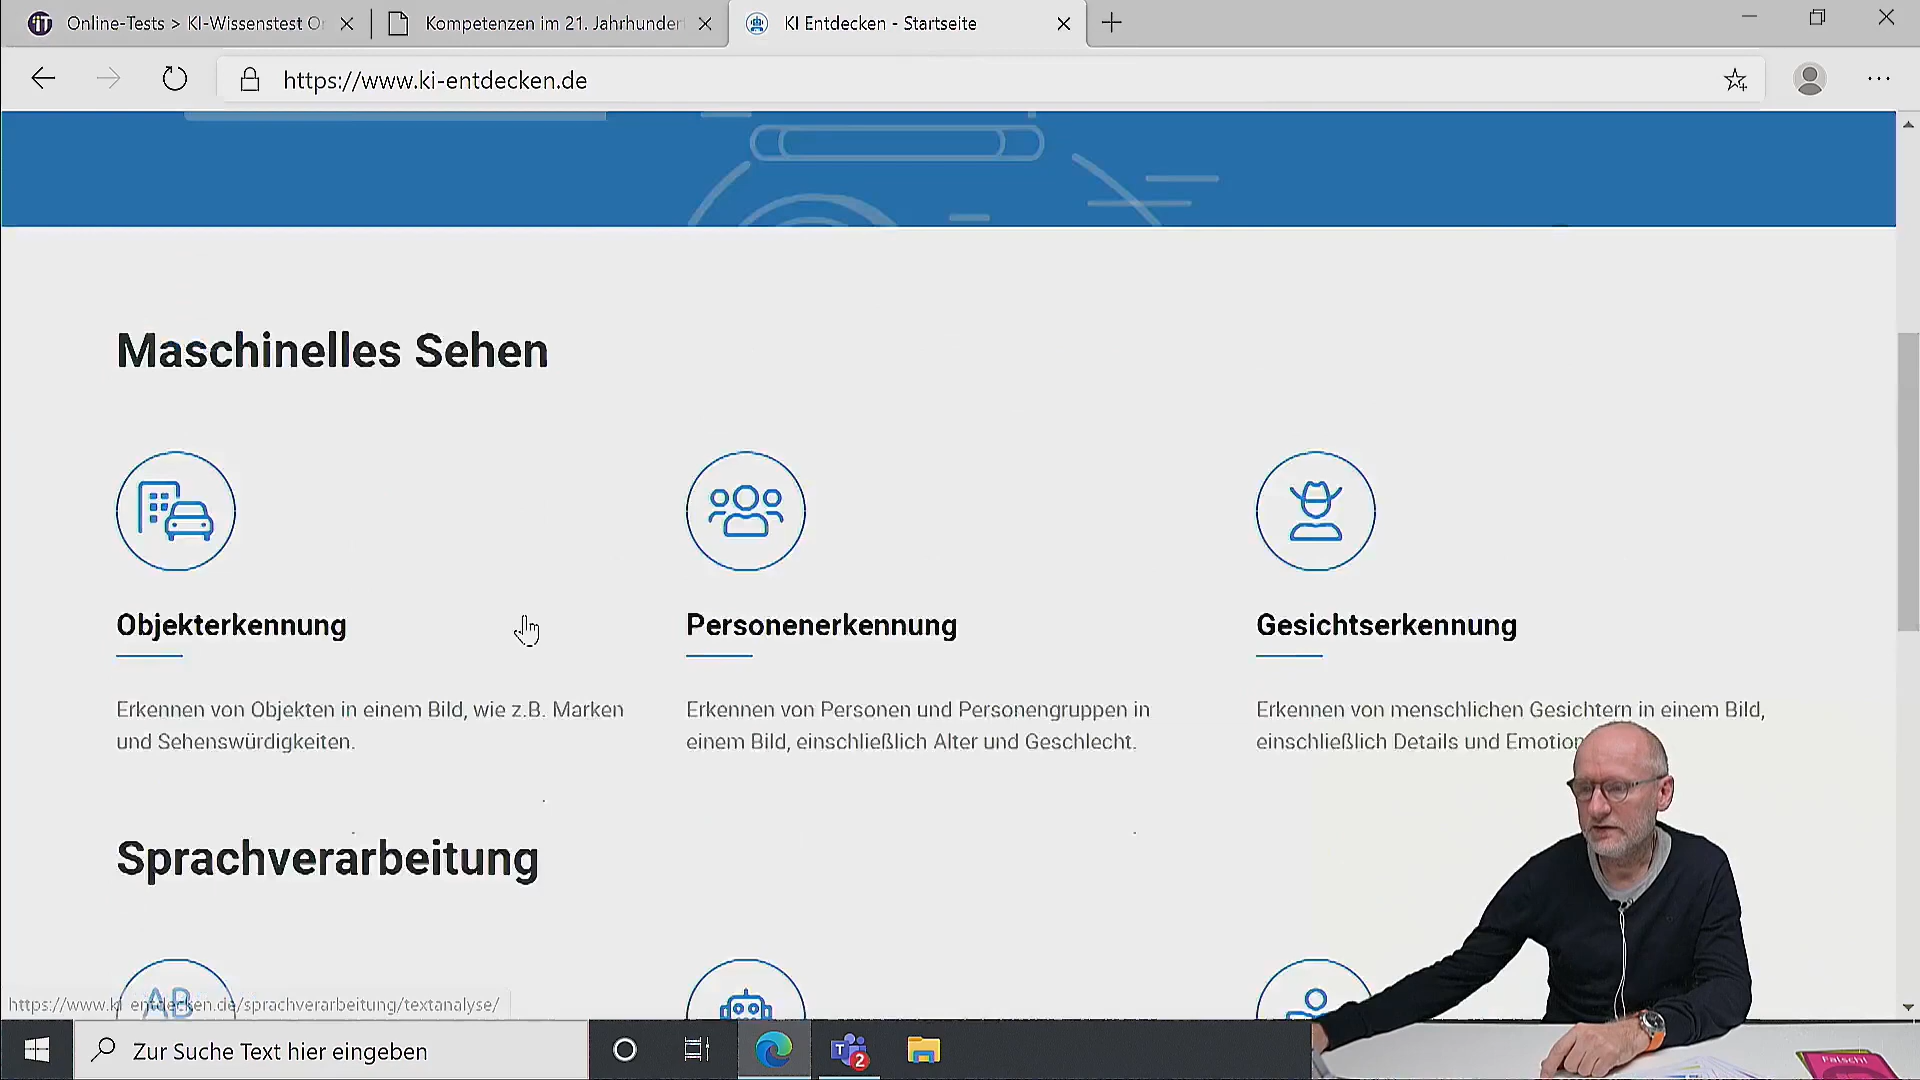 Online-Tests > KI-Wissenstest O
Kompetenzen im 21. Jahrhunder
KI Entdecken - Startseite
https://www.ki-entdecken.de
Maschinelles Sehen
Objekterkennung
Personenerkennung
Gesichtserkennung
Erkennen von Objekten in einem Bild, wie z.B. Marken
und Sehenswürdigkeiten.
Erkennen von Personen und Personengruppen in
einem Bild, einschließlich Alter und Geschlecht.
Erkennen von menschlichen Gesichtern in einem Bild,
einschließlich Details und Emotion
Sprachverarbeitung
AB
https://www.ki-entdecken.de/sprachverarbeitung/textanalyse/
Zur Suche Text hier eingeben
2
Falsch!